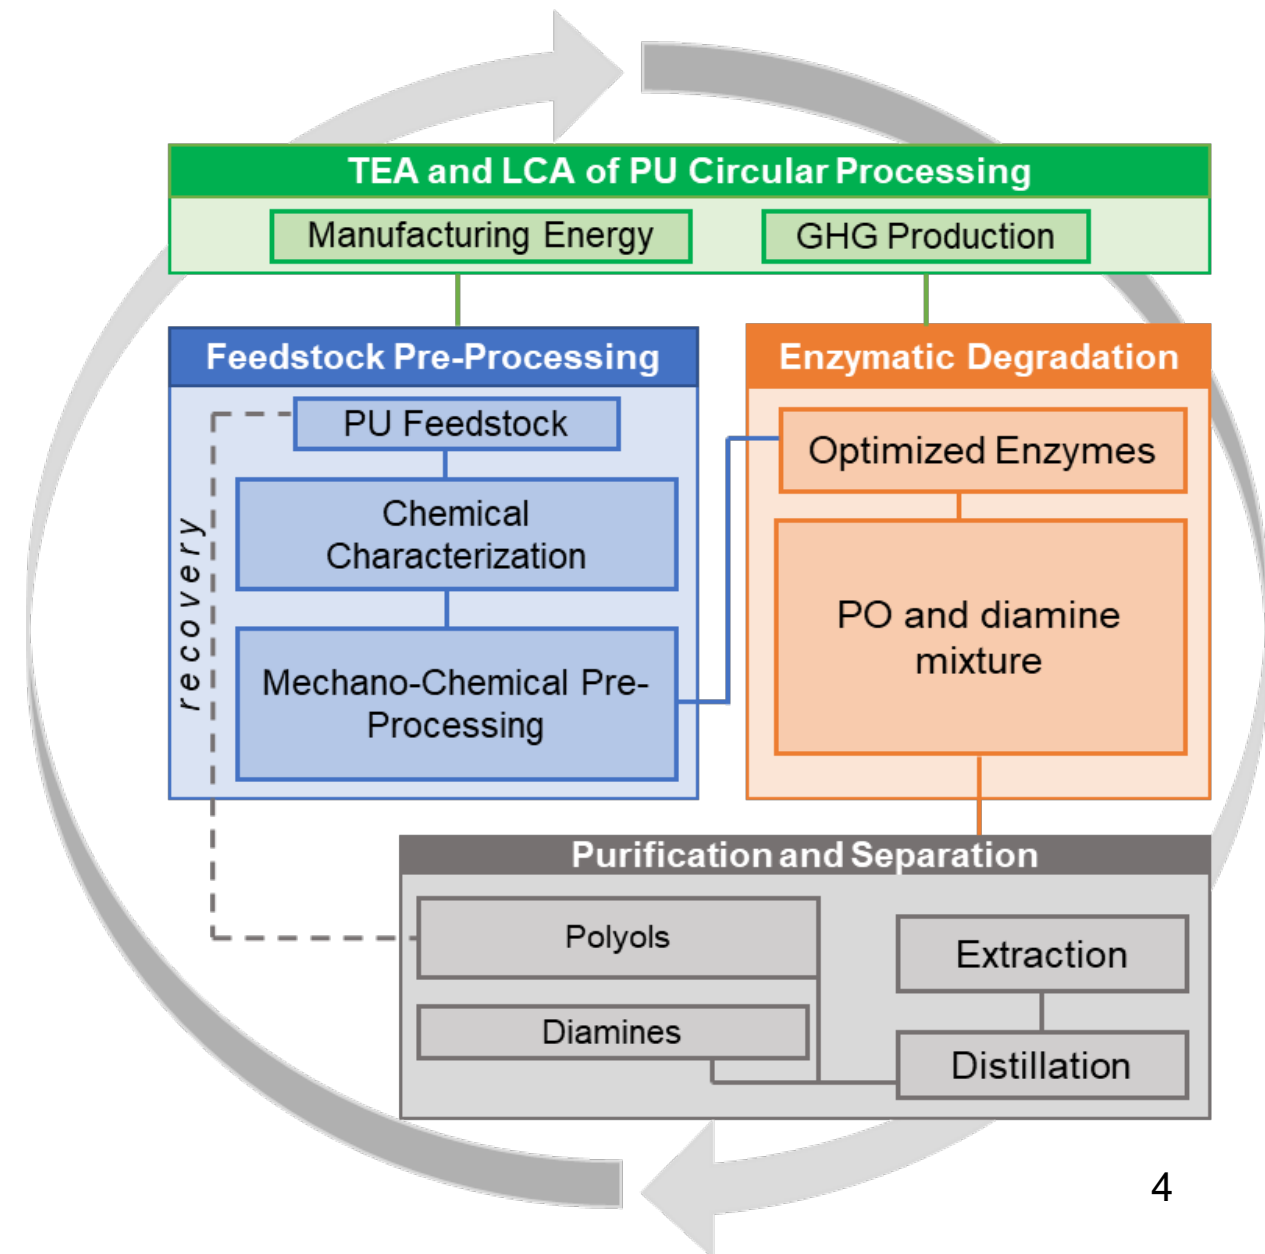 TEA and LCA of PU Circular Processing
Manufacturing Energy
GHG Production
Feedstock Pre-Processing
PU Feedstock
Chemical
Characterization
Mechano-Chemical Pre-
Processing
recovery
Enzymatic Degradation
Optimized Enzymes
PO and diamine
mixture
Purification and Separation
Polyols
Diamines
Extraction
Distillation
4